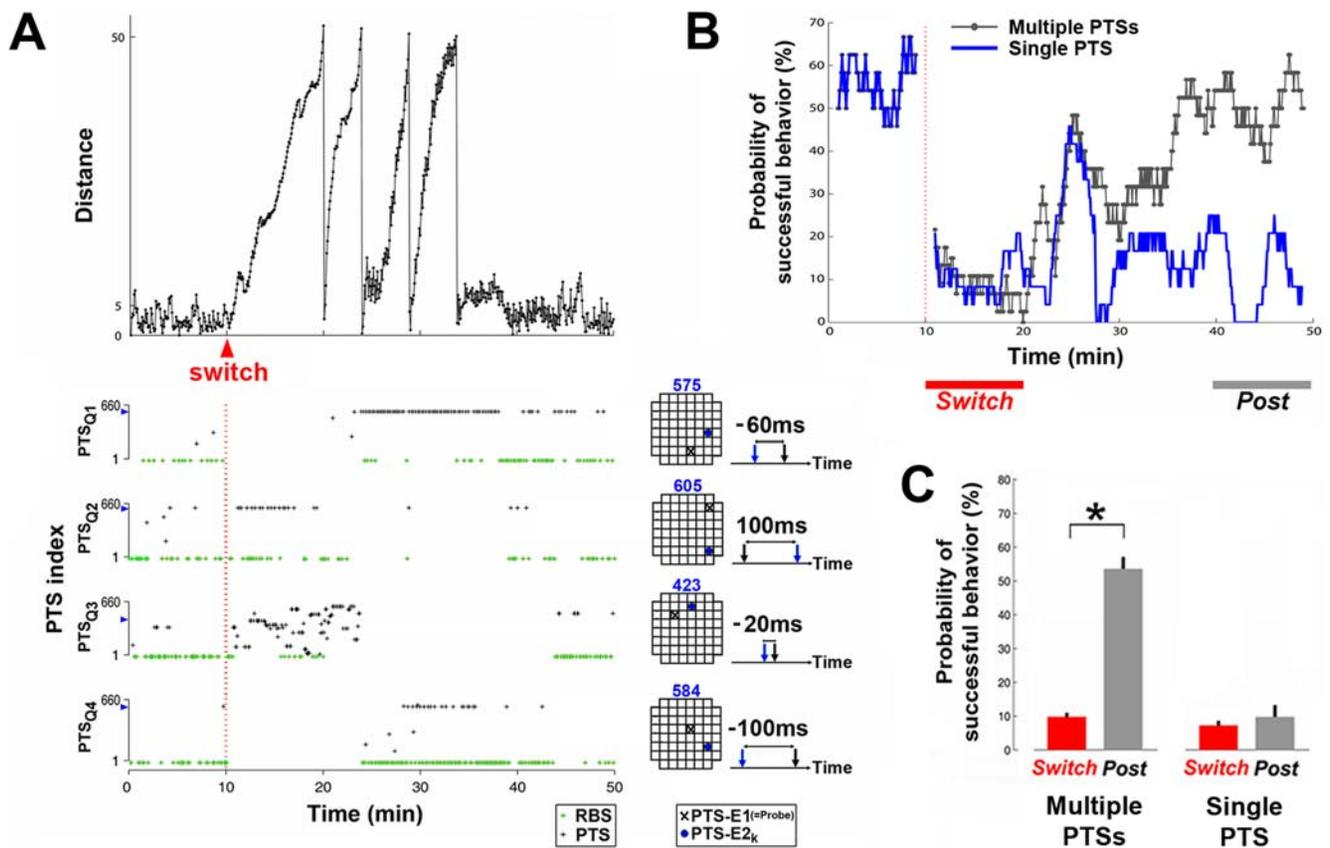 A
50
Distance
5
0
switch
660
PTSQ1
1
660
PTSQ2
1
660
PTSQ3
1
660
PTSQ4
1
PTS index
0 10 20 30 40 50
Time (min)
RBS
PTS
575
-60ms
Time
605
100ms
Time
423
-20ms
Time
584
-100ms
Time
PTS-E1(=Probe)
PTS-E2k
B
Multiple PTSs
Single PTS
Probability of
successful behavior (%)
70
60
50
40
30
20
10
0
0 10 20 30 40 50
Time (min)
Switch Post
C
Probability of
successful behavior (%)
80
70
60
50
40
30
20
10
0
*
Switch Post Switch Post
Multiple Single
PTSs PTS